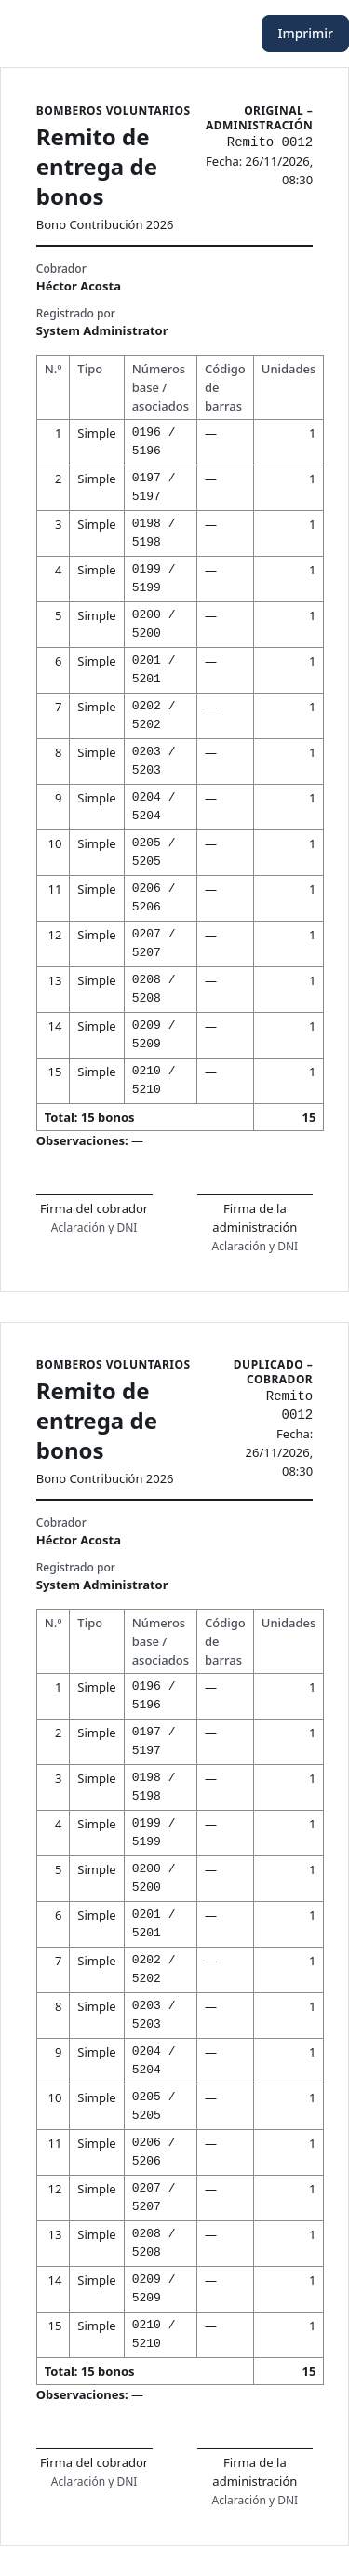 Imprimir
BOMBEROS VOLUNTARIOS
Remito de
entrega de
bonos
Bono Contribución 2026
ORIGINAL –
ADMINISTRACIÓN
Remito 0012
Fecha: 26/11/2026,
08:30
Cobrador
Héctor Acosta
Registrado por
System Administrator
N.º Tipo Números base / asociados Código de barras Unidades
1 Simple 0196 / 5196 — 1
2 Simple 0197 / 5197 — 1
3 Simple 0198 / 5198 — 1
4 Simple 0199 / 5199 — 1
5 Simple 0200 / 5200 — 1
6 Simple 0201 / 5201 — 1
7 Simple 0202 / 5202 — 1
8 Simple 0203 / 5203 — 1
9 Simple 0204 / 5204 — 1
10 Simple 0205 / 5205 — 1
11 Simple 0206 / 5206 — 1
12 Simple 0207 / 5207 — 1
13 Simple 0208 / 5208 — 1
14 Simple 0209 / 5209 — 1
15 Simple 0210 / 5210 — 1
Total: 15 bonos 15
Observaciones: —
Firma del cobrador
Aclaración y DNI
Firma de la
administración
Aclaración y DNI
BOMBEROS VOLUNTARIOS
Remito de
entrega de
bonos
Bono Contribución 2026
DUPLICADO –
COBRADOR
Remito
0012
Fecha:
26/11/2026,
08:30
Cobrador
Héctor Acosta
Registrado por
System Administrator
N.º Tipo Números base / asociados Código de barras Unidades
1 Simple 0196 / 5196 — 1
2 Simple 0197 / 5197 — 1
3 Simple 0198 / 5198 — 1
4 Simple 0199 / 5199 — 1
5 Simple 0200 / 5200 — 1
6 Simple 0201 / 5201 — 1
7 Simple 0202 / 5202 — 1
8 Simple 0203 / 5203 — 1
9 Simple 0204 / 5204 — 1
10 Simple 0205 / 5205 — 1
11 Simple 0206 / 5206 — 1
12 Simple 0207 / 5207 — 1
13 Simple 0208 / 5208 — 1
14 Simple 0209 / 5209 — 1
15 Simple 0210 / 5210 — 1
Total: 15 bonos 15
Observaciones: —
Firma del cobrador
Aclaración y DNI
Firma de la
administración
Aclaración y DNI